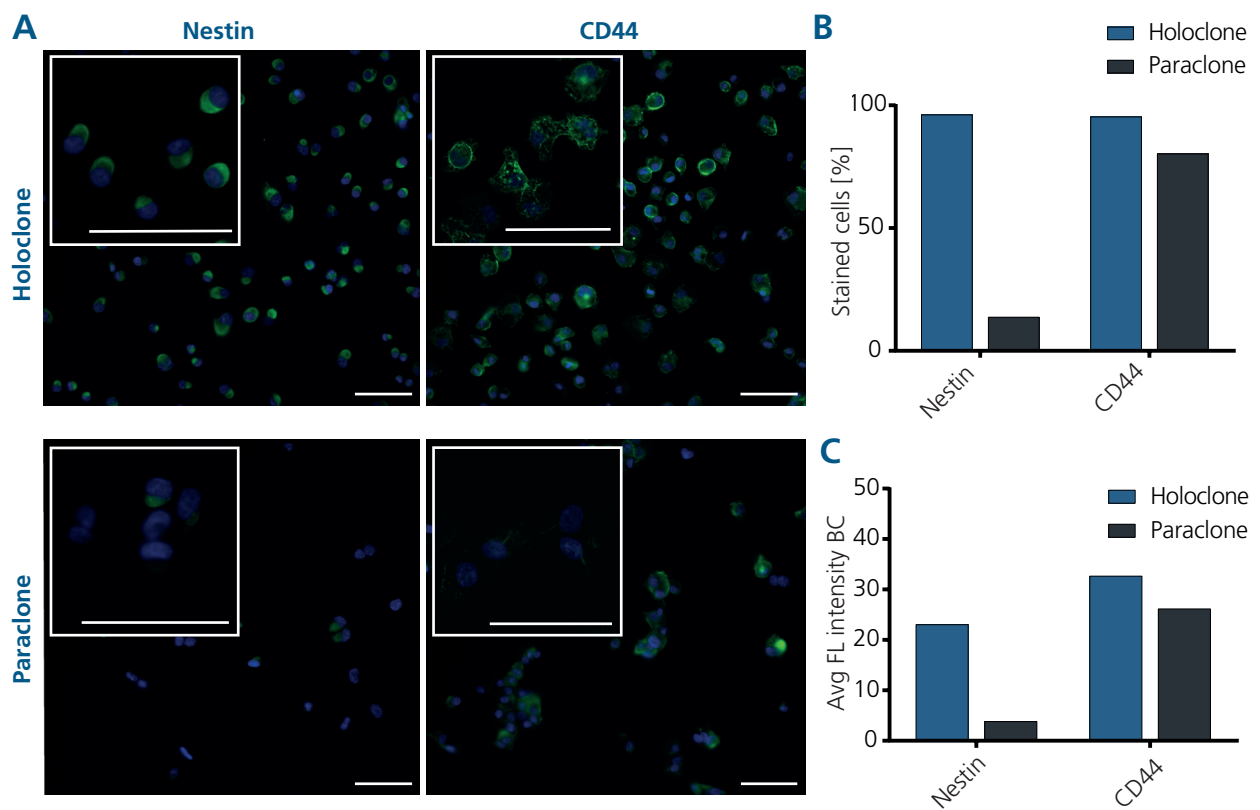 A
Nestin
CD44
Holoclone
Paraclone
B
Holoclone
Paraclone
Stained cells [%]
100
50
0
Nestin
CD44
C
Holoclone
Paraclone
Avg FL intensity BC
50
40
30
20
10
0
Nestin
CD44